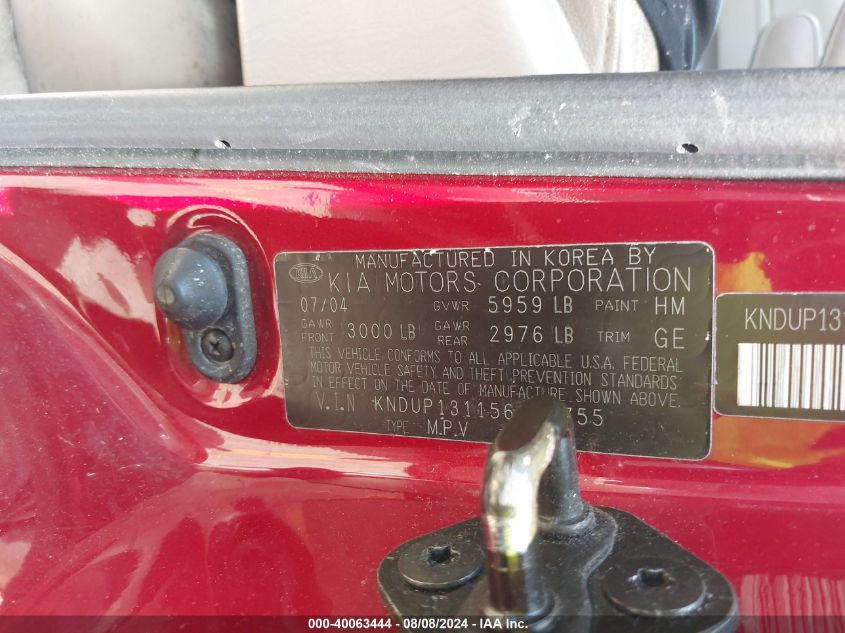 MANUFACTURED IN KOREA BY
KIA KIA MOTORS CORPORATION
07/04 GVWR 5959 LB PAINT HM
GAWR FRONT 3000 LB GAWR REAR 2976 LB TRIM GE
THIS VEHICLE CONFORMS TO ALL APPLICABLE U.S.A. FEDERAL
MOTOR VEHICLE SAFETY AND THEFT PREVENTION STANDARDS
IN EFFECT ON THE DATE OF MANUFACTURE SHOWN ABOVE.
V.I.N KNDUP131156 755
TYPE M.P.V
KNDUP131
000-40063444 - 08/08/2024 - IAA Inc.